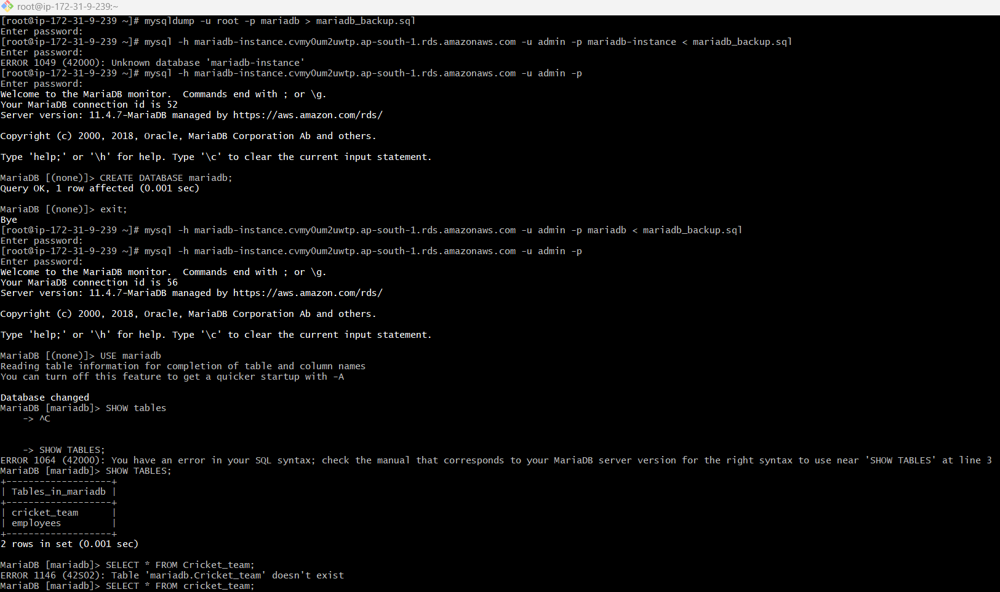 root@ip-172-31-9-239:~
[root@ip-172-31-9-239 ~]# mysqldump -u root -p mariadb > mariadb_backup.sql
Enter password:
[root@ip-172-31-9-239 ~]# mysql -h mariadb-instance.cvmy0um2uwtp.ap-south-1.rds.amazonaws.com -u admin -p mariadb-instance < mariadb_backup.sql
Enter password:
ERROR 1049 (42000): Unknown database 'mariadb-instance'
[root@ip-172-31-9-239 ~]# mysql -h mariadb-instance.cvmy0um2uwtp.ap-south-1.rds.amazonaws.com -u admin -p
Enter password:
Welcome to the MariaDB monitor.  Commands end with ; or \g.
Your MariaDB connection id is 52
Server version: 11.4.7-MariaDB managed by https://aws.amazon.com/rds/
Copyright (c) 2000, 2018, Oracle, MariaDB Corporation Ab and others.
Type 'help;' or '\h' for help. Type '\c' to clear the current input statement.
MariaDB [(none)]> CREATE DATABASE mariadb;
Query OK, 1 row affected (0.001 sec)
MariaDB [(none)]> exit;
Bye
[root@ip-172-31-9-239 ~]# mysql -h mariadb-instance.cvmy0um2uwtp.ap-south-1.rds.amazonaws.com -u admin -p mariadb < mariadb_backup.sql
Enter password:
[root@ip-172-31-9-239 ~]# mysql -h mariadb-instance.cvmy0um2uwtp.ap-south-1.rds.amazonaws.com -u admin -p
Enter password:
Welcome to the MariaDB monitor.  Commands end with ; or \g.
Your MariaDB connection id is 56
Server version: 11.4.7-MariaDB managed by https://aws.amazon.com/rds/
Copyright (c) 2000, 2018, Oracle, MariaDB Corporation Ab and others.
Type 'help;' or '\h' for help. Type '\c' to clear the current input statement.
MariaDB [(none)]> USE mariadb
Reading table information for completion of table and column names
You can turn off this feature to get a quicker startup with -A
Database changed
MariaDB [mariadb]> SHOW tables
    -> ^C
    -> SHOW TABLES;
ERROR 1064 (42000): You have an error in your SQL syntax; check the manual that corresponds to your MariaDB server version for the right syntax to use near 'SHOW TABLES' at line 3
MariaDB [mariadb]> SHOW TABLES;
+-------------------+
| Tables_in_mariadb |
+-------------------+
| cricket_team      |
| employees         |
+-------------------+
2 rows in set (0.001 sec)
MariaDB [mariadb]> SELECT * FROM Cricket_team;
ERROR 1146 (42S02): Table 'mariadb.Cricket_team' doesn't exist
MariaDB [mariadb]> SELECT * FROM cricket_team;